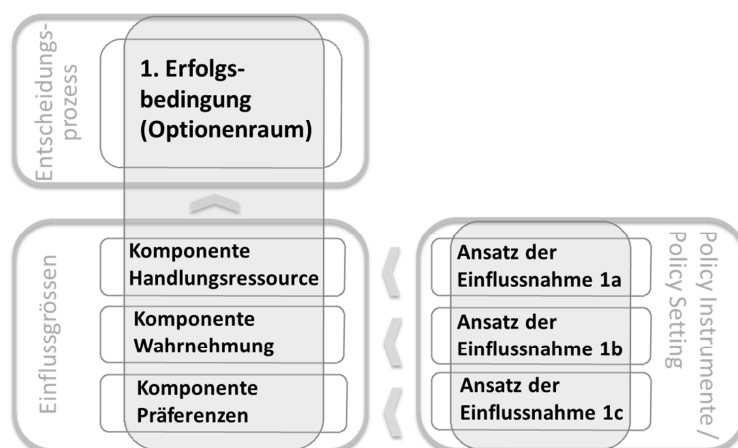 Entscheidungs-
prozess
1. Erfolgs-
bedingung
(Optionenraum)
Einflussgrössen
Komponente
Handlungsressource
Komponente
Wahrnehmung
Komponente
Präferenzen
Ansatz der
Einflussnahme 1a
Ansatz der
Einflussnahme 1b
Ansatz der
Einflussnahme 1c
Policy Instrumente /
Policy Setting